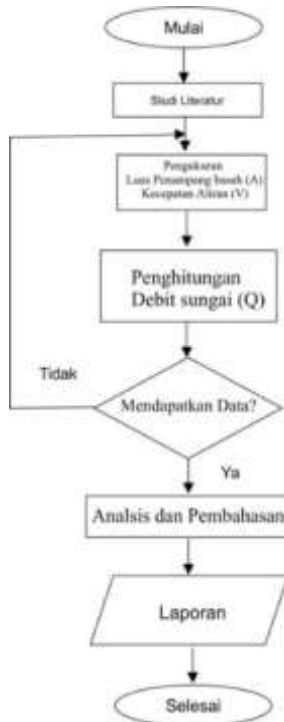 Mulai
Studi Literatur
Pengukuran
Luas Penampang basah (A)
Kecepatan Aliran (V)
Penghitungan
Debit sungai (Q)
Tidak
Mendapatkan Data?
Ya
Analsis dan Pembahasan
Laporan
Selesai